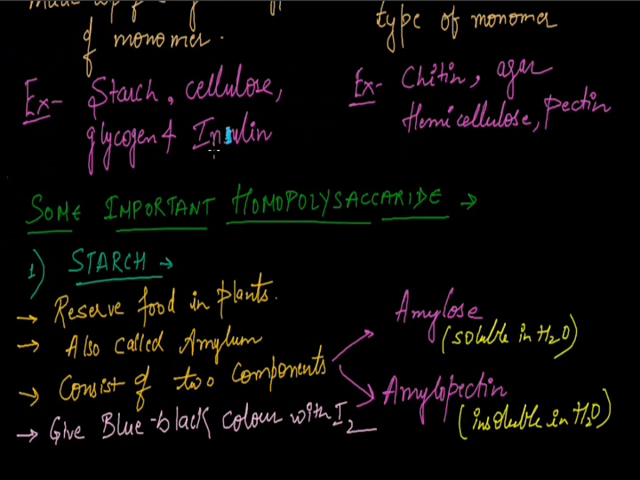 of monomer.
type of monomer
Ex- Starch, cellulose,
glycogen & Inulin
Ex- Chitin, agar
Hemicellulose, pectin
SOME IMPORTANT HOMOPOLYSACCARIDE →
1) STARCH →
→ Reserve food in plants.
→ Also called Amylum
→ Consist of two components
Amylose
(soluble in H2O)
Amylopectin
(insoluble in H2O)
→ Give Blue-black colour with I2